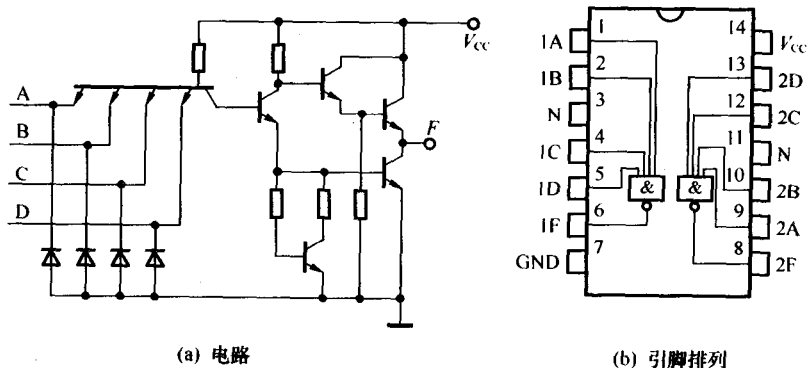 A
B
C
D
V_CC
F
(a) 电路
1A 1 14 V_CC
1B 2 13 2D
N 3 12 2C
1C 4 11 N
1D 5 10 2B
1F 6 9 2A
GND 7 8 2F
& &
(b) 引脚排列